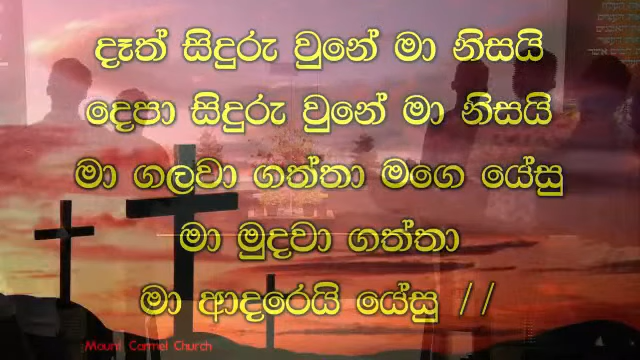 දෑත් සිදුරු වුනේ මා නිසයි
දෙපා සිදුරු වුනේ මා නිසයි
මා ගලවා ගත්තා මගෙ යේසු
මා මුදවා ගත්තා
මා ආදරෙයි යේසු //
Mount Carmel Church